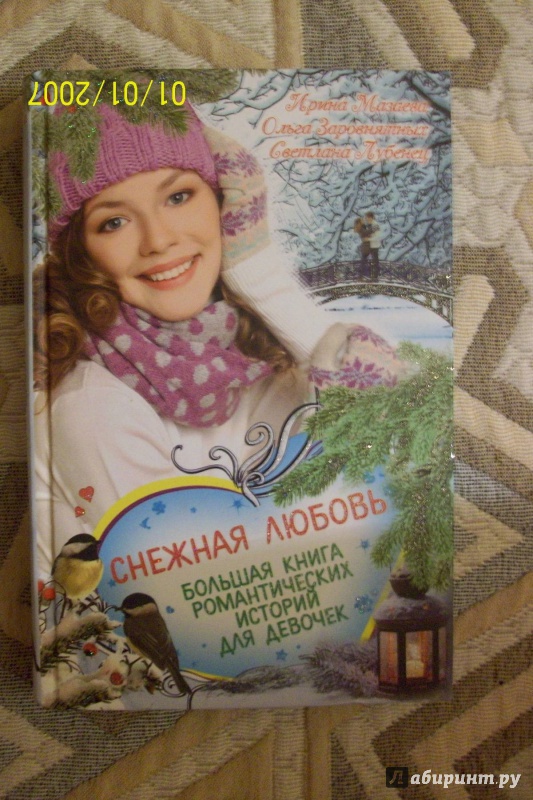 01/01/2007
Ирина Мазаева
Ольга Заровнятных
Светлана Лубенец
СНЕЖНАЯ ЛЮБОВЬ
БОЛЬШАЯ КНИГА
РОМАНТИЧЕСКИХ
ИСТОРИЙ
ДЛЯ ДЕВОЧЕК
Лабиринт.ру